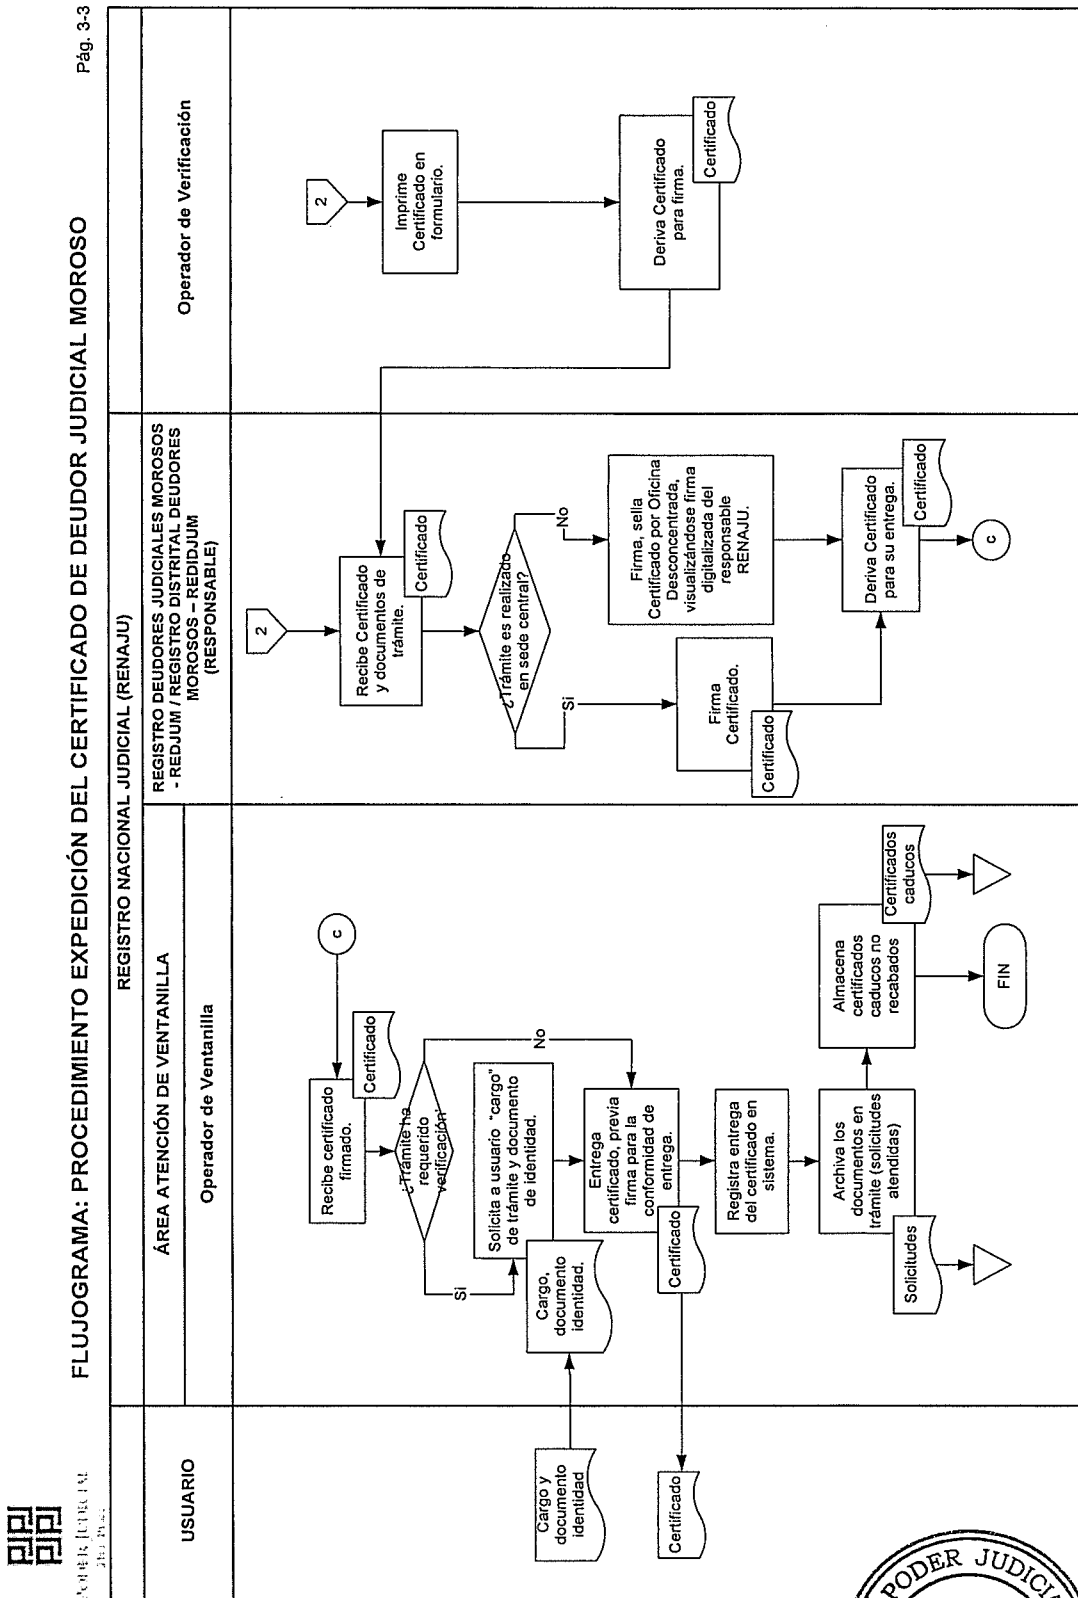 Pág. 3-3
FLUJOGRAMA: PROCEDIMIENTO EXPEDICIÓN DEL CERTIFICADO DE DEUDOR JUDICIAL MOROSO
REGISTRO NACIONAL JUDICIAL (RENAJU)
USUARIO
ÁREA ATENCIÓN DE VENTANILLA
Operador de Ventanilla
REGISTRO DEUDORES JUDICIALES MOROSOS
- REDJUM / REGISTRO DISTRITAL DEUDORES
MOROSOS – REDIDJUM
(RESPONSABLE)
Operador de Verificación
Cargo y
documento
identidad
Certificado
c
Recibe certificado
firmado.
Certificado
¿Trámite ha
requerido
verificación
Si
No
Solicita a usuario "cargo"
de trámite y documento
de identidad.
Cargo,
documento
identidad.
Entrega
certificado, previa
firma para la
conformidad de
entrega.
Certificado
Registra entrega
del certificado en
sistema.
Archiva los
documentos en
trámite (solicitudes
atendidas)
Solicitudes
Almacena
certificados
caducos no
recabados
Certificados
caducos
FIN
2
Recibe Certificado
y documentos de
trámite.
Certificado
¿Trámite es realizado
en sede central?
Si
No
Firma
Certificado.
Certificado
Firma, sella
Certificado por Oficina
Desconcentrada,
visualizándose firma
digitalizada del
responsable
RENAJU.
Deriva Certificado
para su entrega.
Certificado
c
2
Imprime
Certificado en
formulario.
Deriva Certificado
para firma.
Certificado
PODER JUDICI